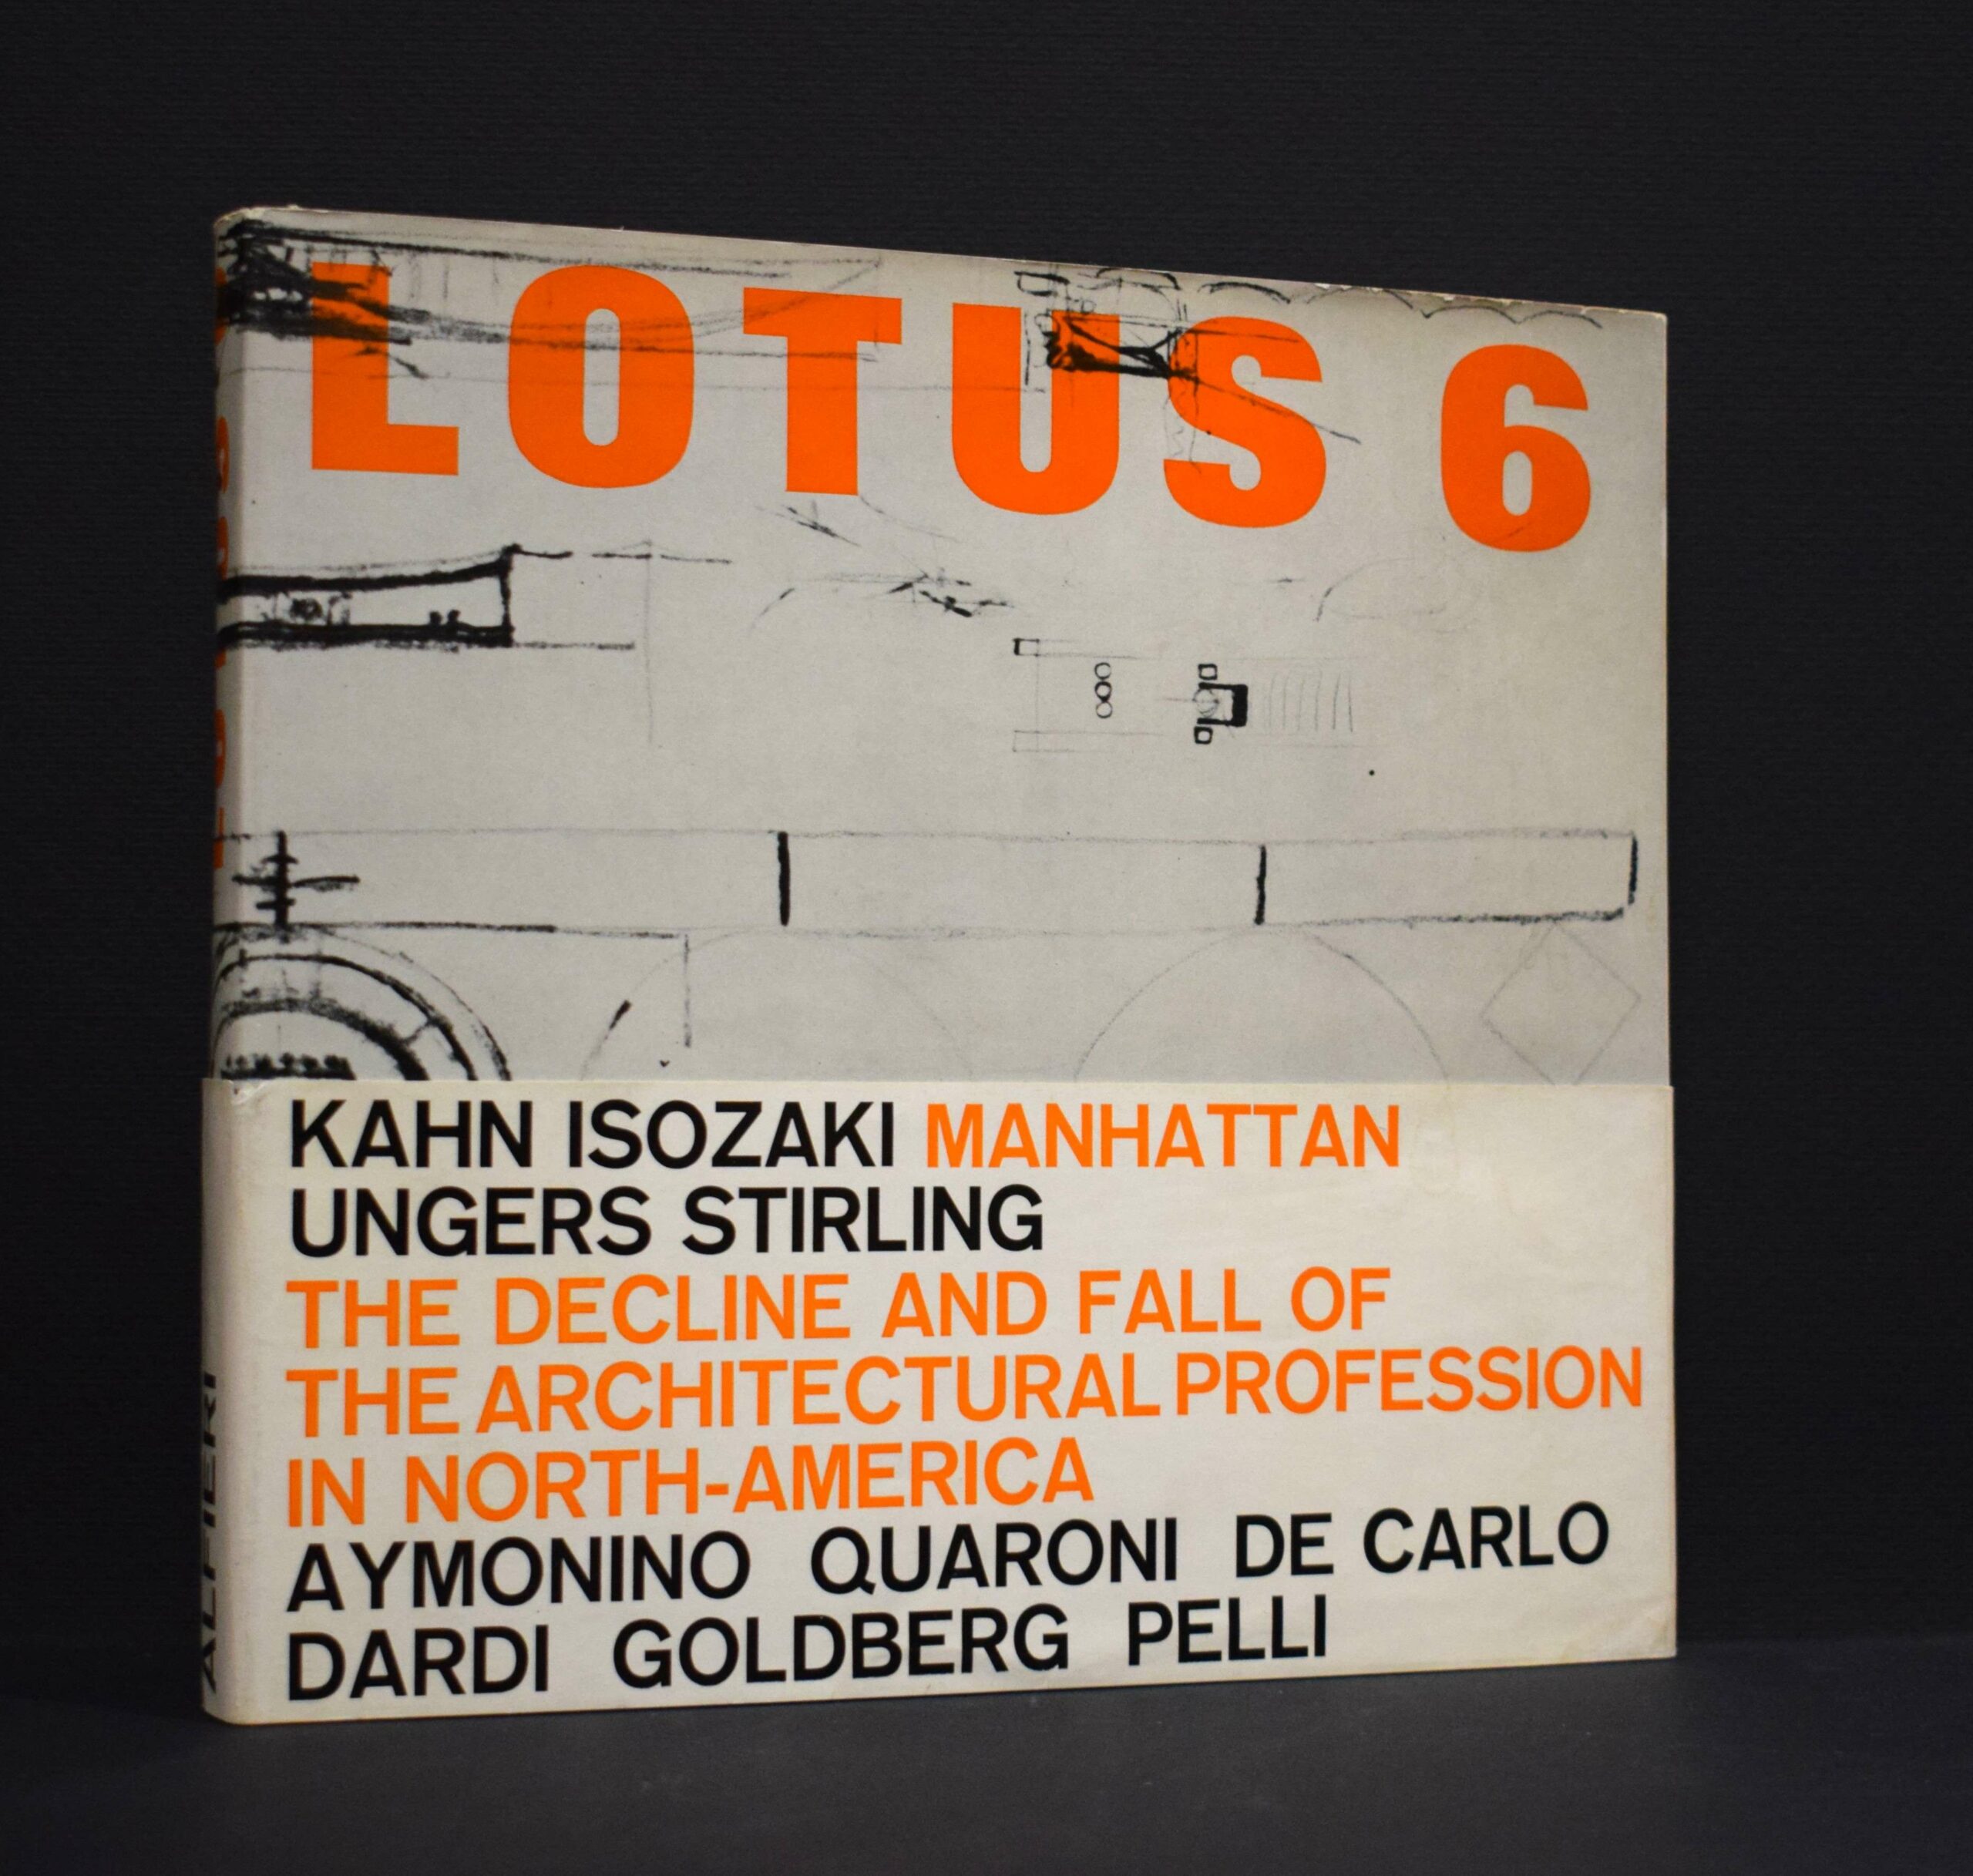 LOTUS 6
KAHN ISOZAKI MANHATTAN
UNGERS STIRLING
THE DECLINE AND FALL OF
THE ARCHITECTURAL PROFESSION
IN NORTH-AMERICA
AYMONINO QUARONI DE CARLO
DARDI GOLDBERG PELLI
ALFIERI